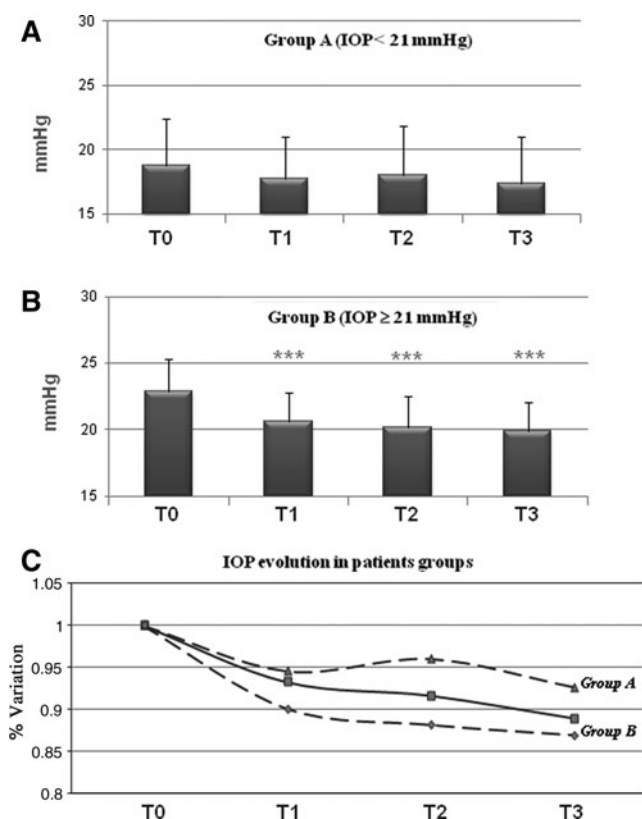 A
Group A (IOP< 21 mmHg)
30
25
20
15
mmHg
T0 T1 T2 T3
B
Group B (IOP ≥ 21 mmHg)
30
25
20
15
mmHg
*** *** ***
T0 T1 T2 T3
C
IOP evolution in patients groups
1.05
1
0.95
0.9
0.85
0.8
% Variation
Group A
Group B
T0 T1 T2 T3